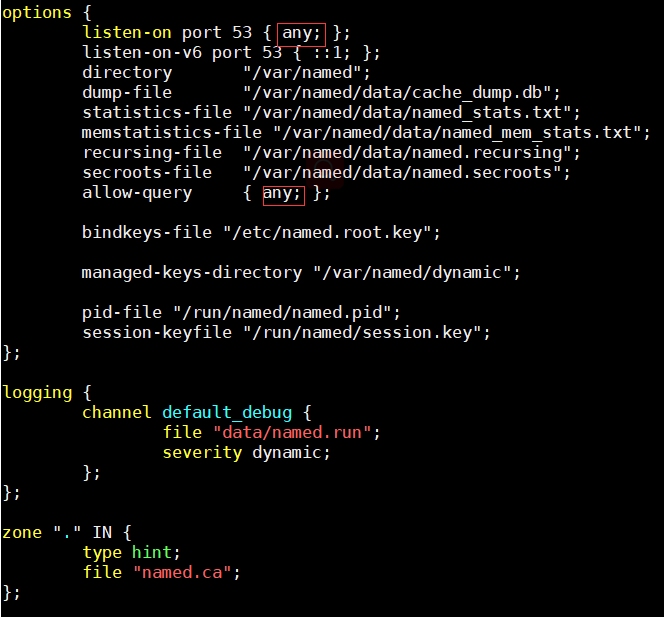 options {
        listen-on port 53 { any; };
        listen-on-v6 port 53 { ::1; };
        directory       "/var/named";
        dump-file       "/var/named/data/cache_dump.db";
        statistics-file "/var/named/data/named_stats.txt";
        memstatistics-file "/var/named/data/named_mem_stats.txt";
        recursing-file  "/var/named/data/named.recursing";
        secroots-file   "/var/named/data/named.secroots";
        allow-query     { any; };

        bindkeys-file "/etc/named.root.key";

        managed-keys-directory "/var/named/dynamic";

        pid-file "/run/named/named.pid";
        session-keyfile "/run/named/session.key";
};

logging {
        channel default_debug {
                file "data/named.run";
                severity dynamic;
        };
};

zone "." IN {
        type hint;
        file "named.ca";
};